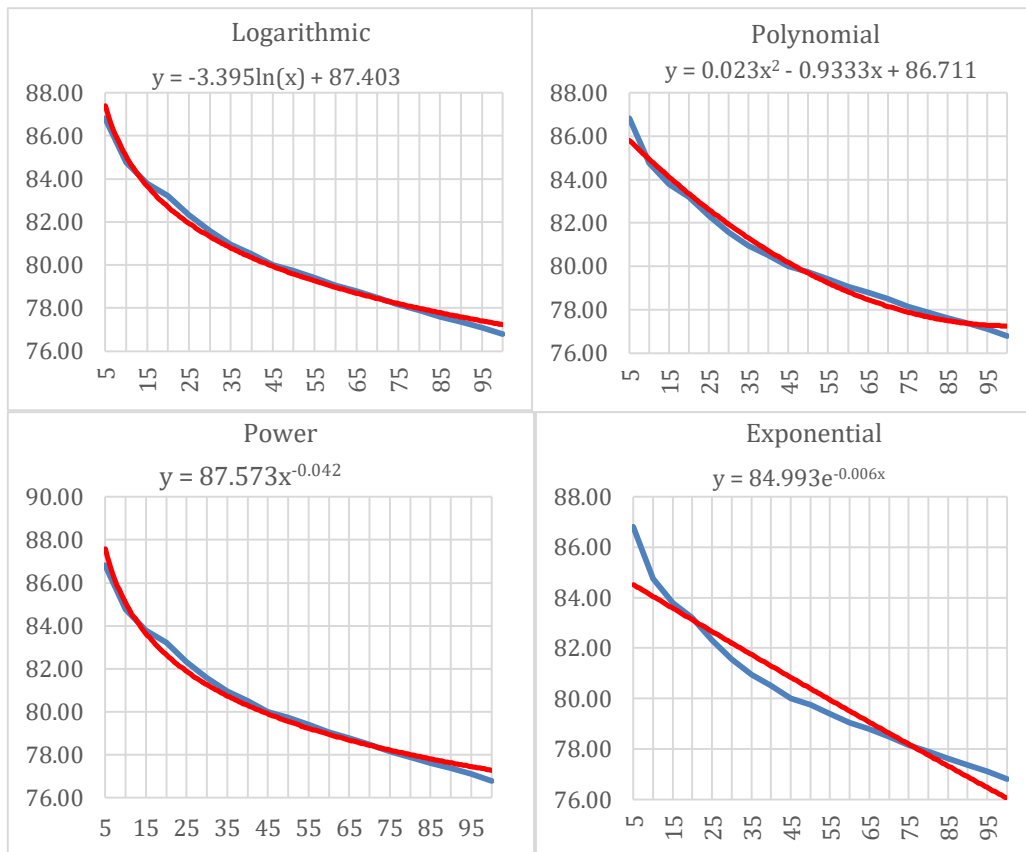 Logarithmic
y = -3.395ln(x) + 87.403
88.00
86.00
84.00
82.00
80.00
78.00
76.00
5 15 25 35 45 55 65 75 85 95
Polynomial
y = 0.023x² - 0.9333x + 86.711
88.00
86.00
84.00
82.00
80.00
78.00
76.00
5 15 25 35 45 55 65 75 85 95
Power
y = 87.573x⁻⁰·⁰⁴²
90.00
88.00
86.00
84.00
82.00
80.00
78.00
76.00
5 15 25 35 45 55 65 75 85 95
Exponential
y = 84.993e⁻⁰·⁰⁰⁶ˣ
88.00
86.00
84.00
82.00
80.00
78.00
76.00
5 15 25 35 45 55 65 75 85 95